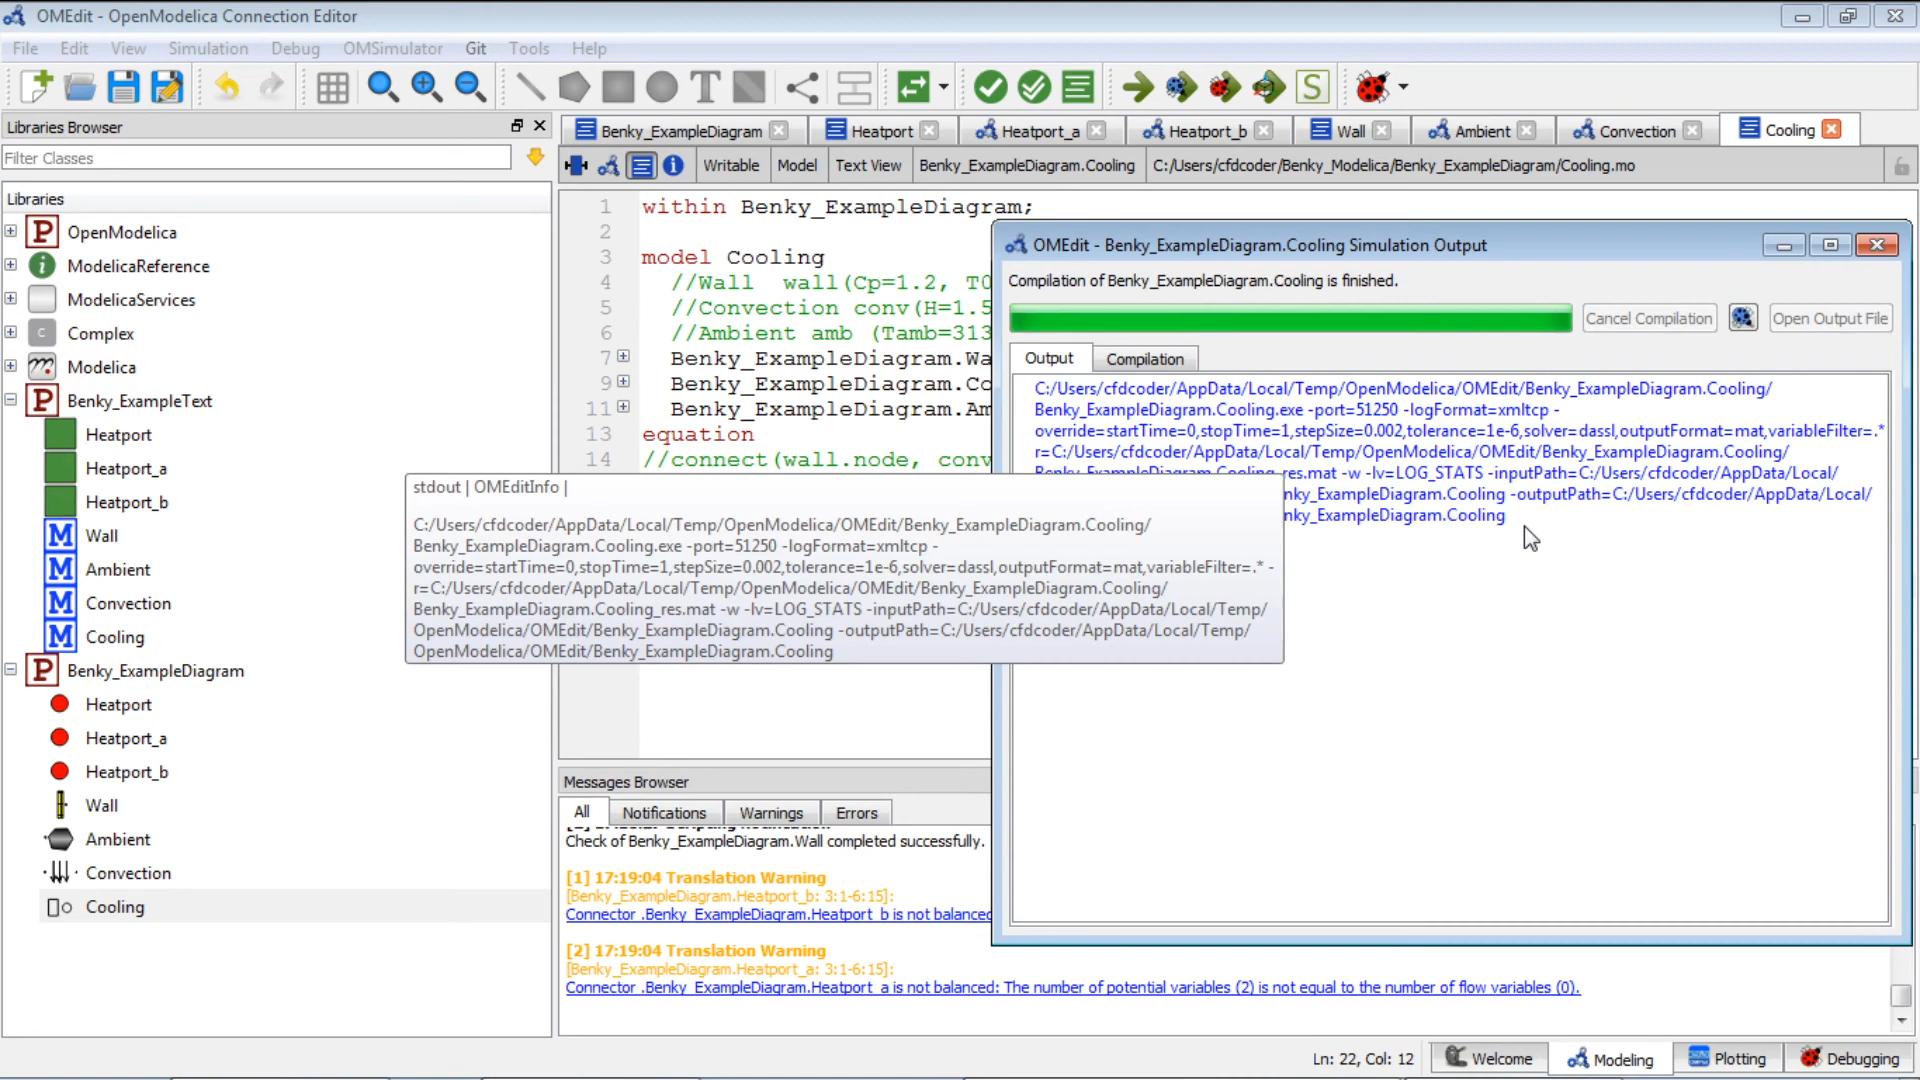 OMEdit - OpenModelica Connection Editor
File Edit View Simulation Debug OMSimulator Git Tools Help
T
S
Libraries Browser
Filter Classes
Libraries
P OpenModelica
i ModelicaReference
ModelicaServices
C Complex
Modelica
P Benky_ExampleText
Heatport
Heatport_a
Heatport_b
M Wall
M Ambient
M Convection
M Cooling
P Benky_ExampleDiagram
Heatport
Heatport_a
Heatport_b
Wall
Ambient
Convection
Cooling
Benky_ExampleDiagram Heatport Heatport_a Heatport_b Wall Ambient Convection Cooling
Writable Model Text View Benky_ExampleDiagram.Cooling C:/Users/cfdcoder/Benky_Modelica/Benky_ExampleDiagram/Cooling.mo
1 within Benky_ExampleDiagram;
2
3 model Cooling
4 //Wall wall(Cp=1.2, T0
5 //Convection conv(H=1.5
6 //Ambient amb (Tamb=313
7 Benky_ExampleDiagram.Wa
9 Benky_ExampleDiagram.Co
11 Benky_ExampleDiagram.Am
13 equation
14 //connect(wall.node, conv
stdout | OMEditInfo |
C:/Users/cfdcoder/AppData/Local/Temp/OpenModelica/OMEdit/Benky_ExampleDiagram.Cooling/
Benky_ExampleDiagram.Cooling.exe -port=51250 -logFormat=xmltcp -
override=startTime=0,stopTime=1,stepSize=0.002,tolerance=1e-6,solver=dassl,outputFormat=mat,variableFilter=.* -
r=C:/Users/cfdcoder/AppData/Local/Temp/OpenModelica/OMEdit/Benky_ExampleDiagram.Cooling/
Benky_ExampleDiagram.Cooling_res.mat -w -lv=LOG_STATS -inputPath=C:/Users/cfdcoder/AppData/Local/Temp/
OpenModelica/OMEdit/Benky_ExampleDiagram.Cooling -outputPath=C:/Users/cfdcoder/AppData/Local/Temp/
OpenModelica/OMEdit/Benky_ExampleDiagram.Cooling
OMEdit - Benky_ExampleDiagram.Cooling Simulation Output
Compilation of Benky_ExampleDiagram.Cooling is finished.
Cancel Compilation Open Output File
Output Compilation
C:/Users/cfdcoder/AppData/Local/Temp/OpenModelica/OMEdit/Benky_ExampleDiagram.Cooling/
Benky_ExampleDiagram.Cooling.exe -port=51250 -logFormat=xmltcp -
override=startTime=0,stopTime=1,stepSize=0.002,tolerance=1e-6,solver=dassl,outputFormat=mat,variableFilter=.*
r=C:/Users/cfdcoder/AppData/Local/Temp/OpenModelica/OMEdit/Benky_ExampleDiagram.Cooling/
Benky_ExampleDiagram.Cooling_res.mat -w -lv=LOG_STATS -inputPath=C:/Users/cfdcoder/AppData/Local/
nky_ExampleDiagram.Cooling -outputPath=C:/Users/cfdcoder/AppData/Local/
nky_ExampleDiagram.Cooling
Messages Browser
All Notifications Warnings Errors
Check of Benky_ExampleDiagram.Wall completed successfully.
[1] 17:19:04 Translation Warning
[Benky_ExampleDiagram.Heatport_b: 3:1-6:15]:
Connector .Benky_ExampleDiagram.Heatport_b is not balanced
[2] 17:19:04 Translation Warning
[Benky_ExampleDiagram.Heatport_a: 3:1-6:15]:
Connector .Benky_ExampleDiagram.Heatport_a is not balanced: The number of potential variables (2) is not equal to the number of flow variables (0).
Ln: 22, Col: 12 Welcome Modeling Plotting Debugging